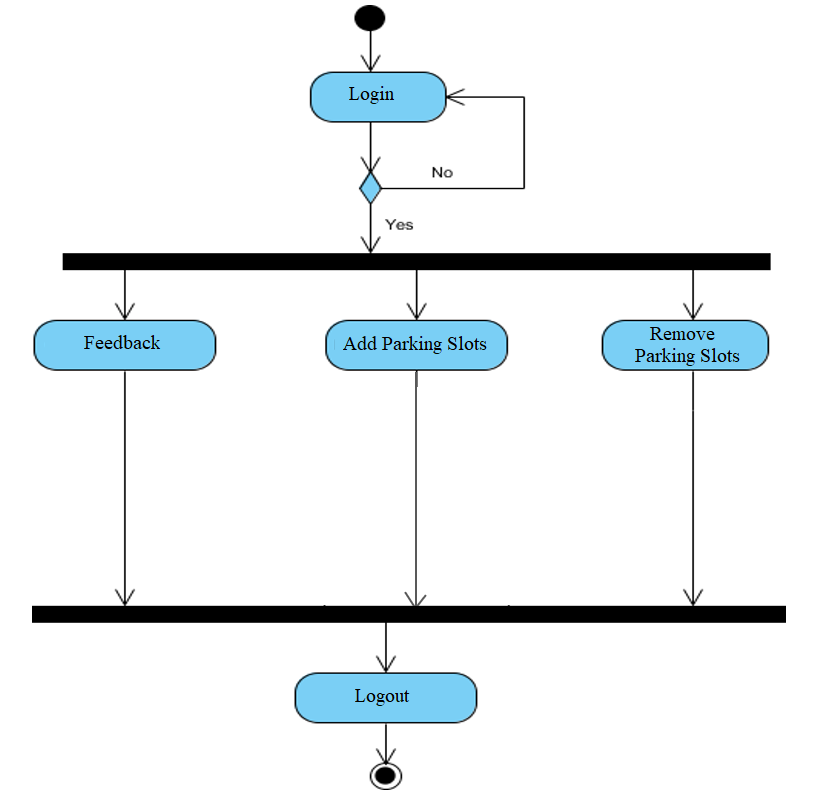 Login
No
Yes
Feedback
Add Parking Slots
Remove
Parking Slots
Logout